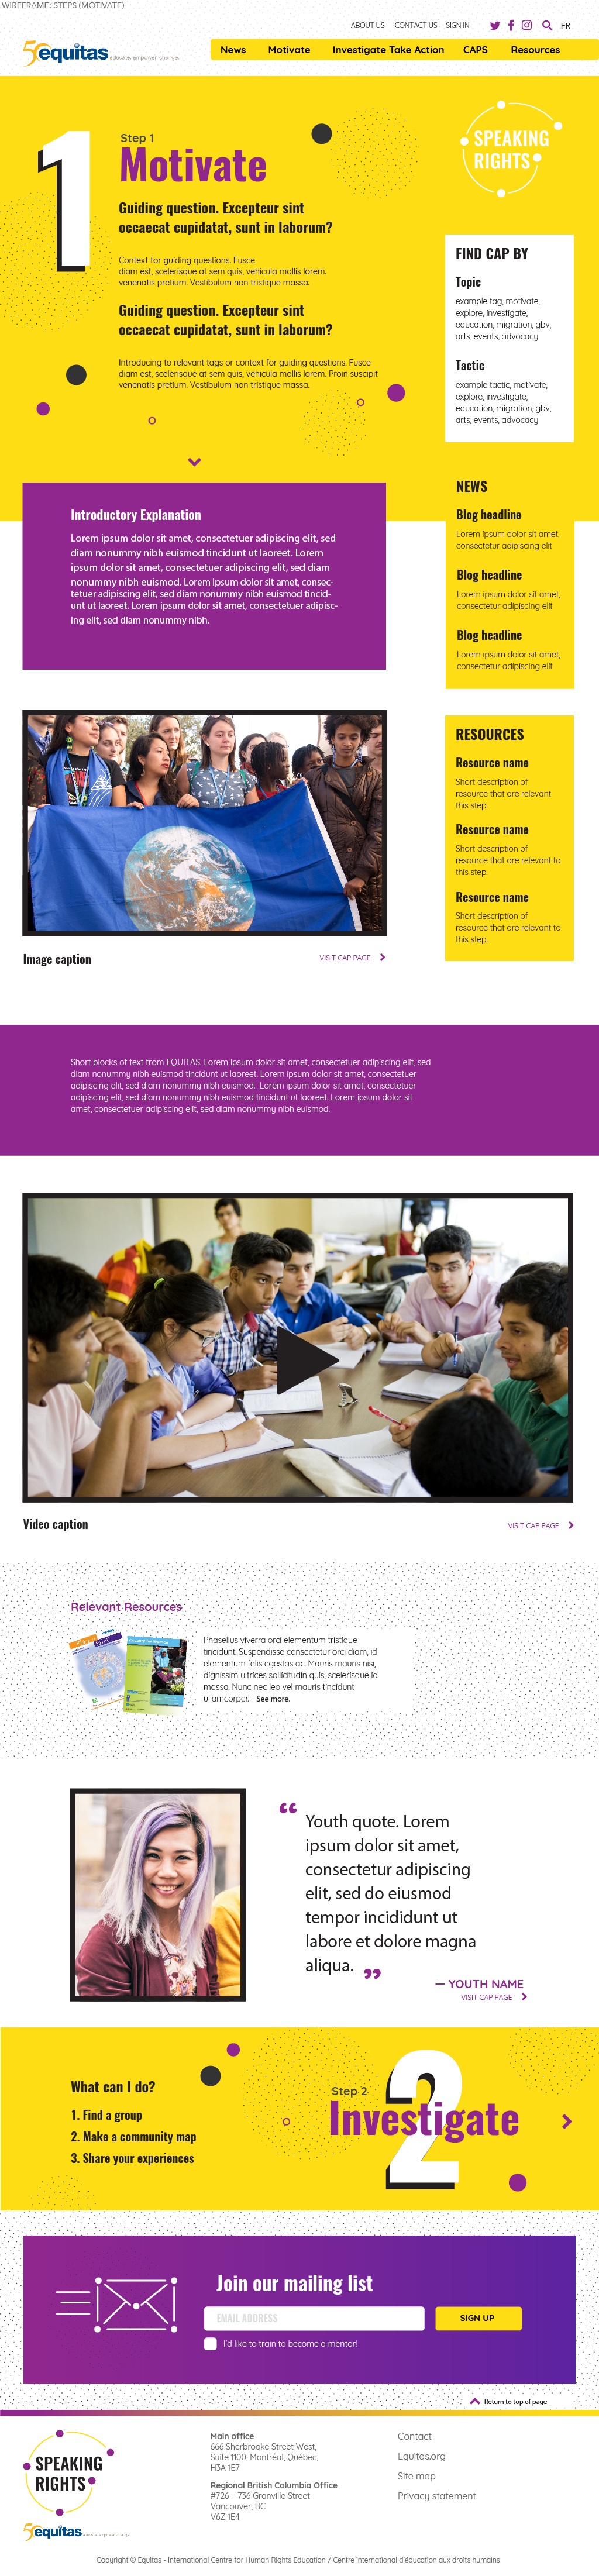 WIREFRAME: STEPS (MOTIVATE)
ABOUT US CONTACT US SIGN IN FR
equitas
News Motivate Investigate Take Action CAPS Resources
1
Step 1
Motivate
Guiding question. Excepteur sint
occaecat cupidatat, sunt in laborum?
Context for guiding questions. Fusce
diam est, scelerisque at sem quis, vehicula mollis lorem.
venenatis pretium. Vestibulum non tristique massa.
Guiding question. Excepteur sint
occaecat cupidatat, sunt in laborum?
Introducing to relevant tags or context for guiding questions. Fusce
diam est, scelerisque at sem quis, vehicula mollis lorem. Proin suscipit
venenatis pretium. Vestibulum non tristique massa.
SPEAKING
RIGHTS
FIND CAP BY
Topic
example tag, motivate,
explore, investigate,
education, migration, gbv,
arts, events, advocacy
Tactic
example tactic, motivate,
explore, investigate,
education, migration, gbv,
arts, events, advocacy
NEWS
Blog headline
Lorem ipsum dolor sit amet,
consectetur adipiscing elit
Blog headline
Lorem ipsum dolor sit amet,
consectetur adipiscing elit
Blog headline
Lorem ipsum dolor sit amet,
consectetur adipiscing elit
Introductory Explanation
Lorem ipsum dolor sit amet, consectetuer adipiscing elit, sed
diam nonummy nibh euismod tincidunt ut laoreet. Lorem
ipsum dolor sit amet, consectetuer adipiscing elit, sed diam
nonummy nibh euismod. Lorem ipsum dolor sit amet, consec-
tetuer adipiscing elit, sed diam nonummy nibh euismod tincid-
unt ut laoreet. Lorem ipsum dolor sit amet, consectetuer adipisc-
ing elit, sed diam nonummy nibh.
RESOURCES
Resource name
Short description of
resource that are relevant
this step.
Resource name
Short description of
resource that are relevant to
this step.
Resource name
Short description of
resource that are relevant to
this step.
Image caption
VISIT CAP PAGE
Short blocks of text from EQUITAS. Lorem ipsum dolor sit amet, consectetuer adipiscing elit, sed
diam nonummy nibh euismod tincidunt ut laoreet. Lorem ipsum dolor sit amet, consectetuer
adipiscing elit, sed diam nonummy nibh euismod. Lorem ipsum dolor sit amet, consectetuer
adipiscing elit, sed diam nonummy nibh euismod tincidunt ut laoreet. Lorem ipsum dolor sit
amet, consectetuer adipiscing elit, sed diam nonummy nibh euismod.
Video caption
VISIT CAP PAGE
Relevant Resources
Phasellus viverra orci elementum tristique
tincidunt. Suspendisse consectetur orci diam, id
elementum felis egestas ac. Mauris mauris nisi,
dignissim ultrices sollicitudin quis, scelerisque id
massa. Nunc nec leo vel mauris tincidunt
ullamcorper. See more.
“ Youth quote. Lorem
ipsum dolor sit amet,
consectetur adipiscing
elit, sed do eiusmod
tempor incididunt ut
labore et dolore magna
aliqua. ”
— YOUTH NAME
VISIT CAP PAGE
What can I do?
1. Find a group
2. Make a community map
3. Share your experiences
2
Step 2
Investigate
Join our mailing list
EMAIL ADDRESS
SIGN UP
I'd like to train to become a mentor!
Return to top of page
SPEAKING
RIGHTS
equitas
Main office
666 Sherbrooke Street West,
Suite 1100, Montréal, Québec,
H3A 1E7
Regional British Columbia Office
#726 – 736 Granville Street
Vancouver, BC
V6Z 1E4
Contact
Equitas.org
Site map
Privacy statement
Copyright © Equitas - International Centre for Human Rights Education / Centre international d'éducation aux droits humains